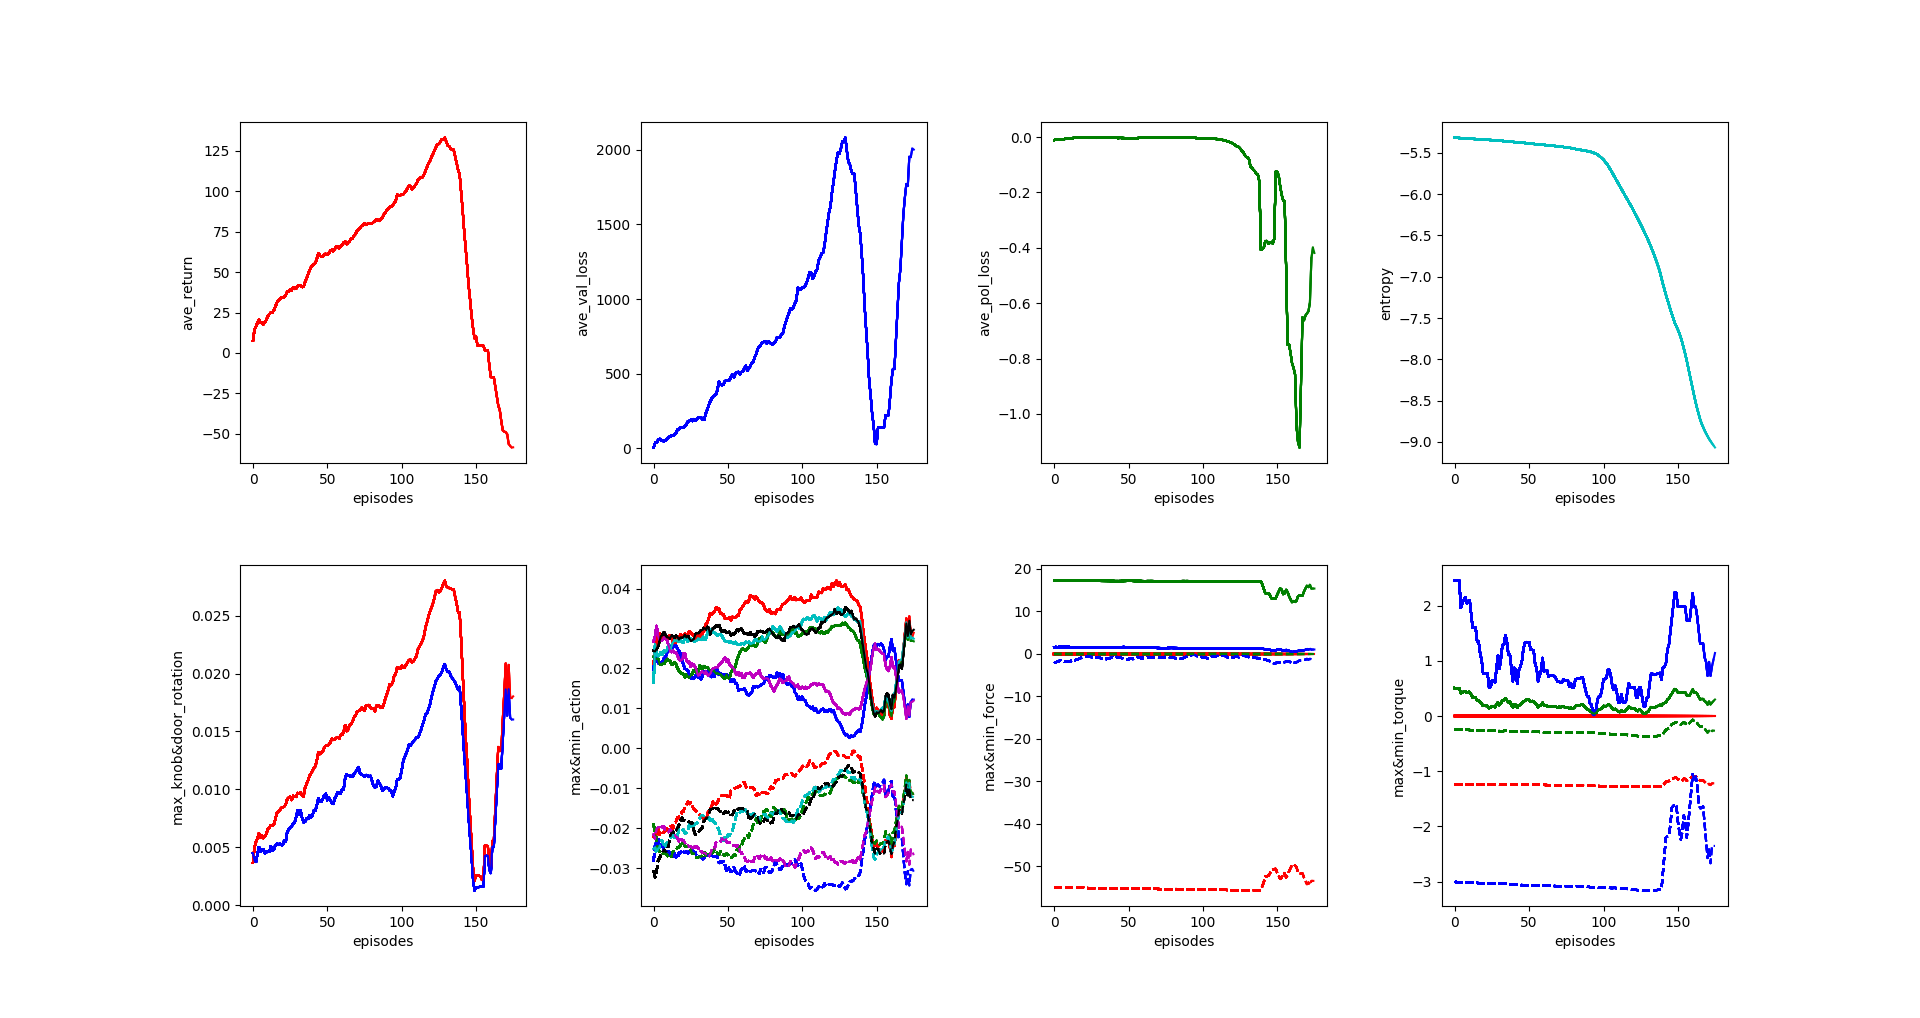 ave_return
125
100
75
50
25
0
−25
−50
0 50 100 150
episodes
ave_val_loss
2000
1500
1000
500
0
0 50 100 150
episodes
ave_pol_loss
0.0
−0.2
−0.4
−0.6
−0.8
−1.0
0 50 100 150
episodes
entropy
−5.5
−6.0
−6.5
−7.0
−7.5
−8.0
−8.5
−9.0
0 50 100 150
episodes
max_knob&door_rotation
0.025
0.020
0.015
0.010
0.005
0.000
0 50 100 150
episodes
max&min_action
0.04
0.03
0.02
0.01
0.00
−0.01
−0.02
−0.03
0 50 100 150
episodes
max&min_force
20
10
0
−10
−20
−30
−40
−50
0 50 100 150
episodes
max&min_torque
2
1
0
−1
−2
−3
0 50 100 150
episodes